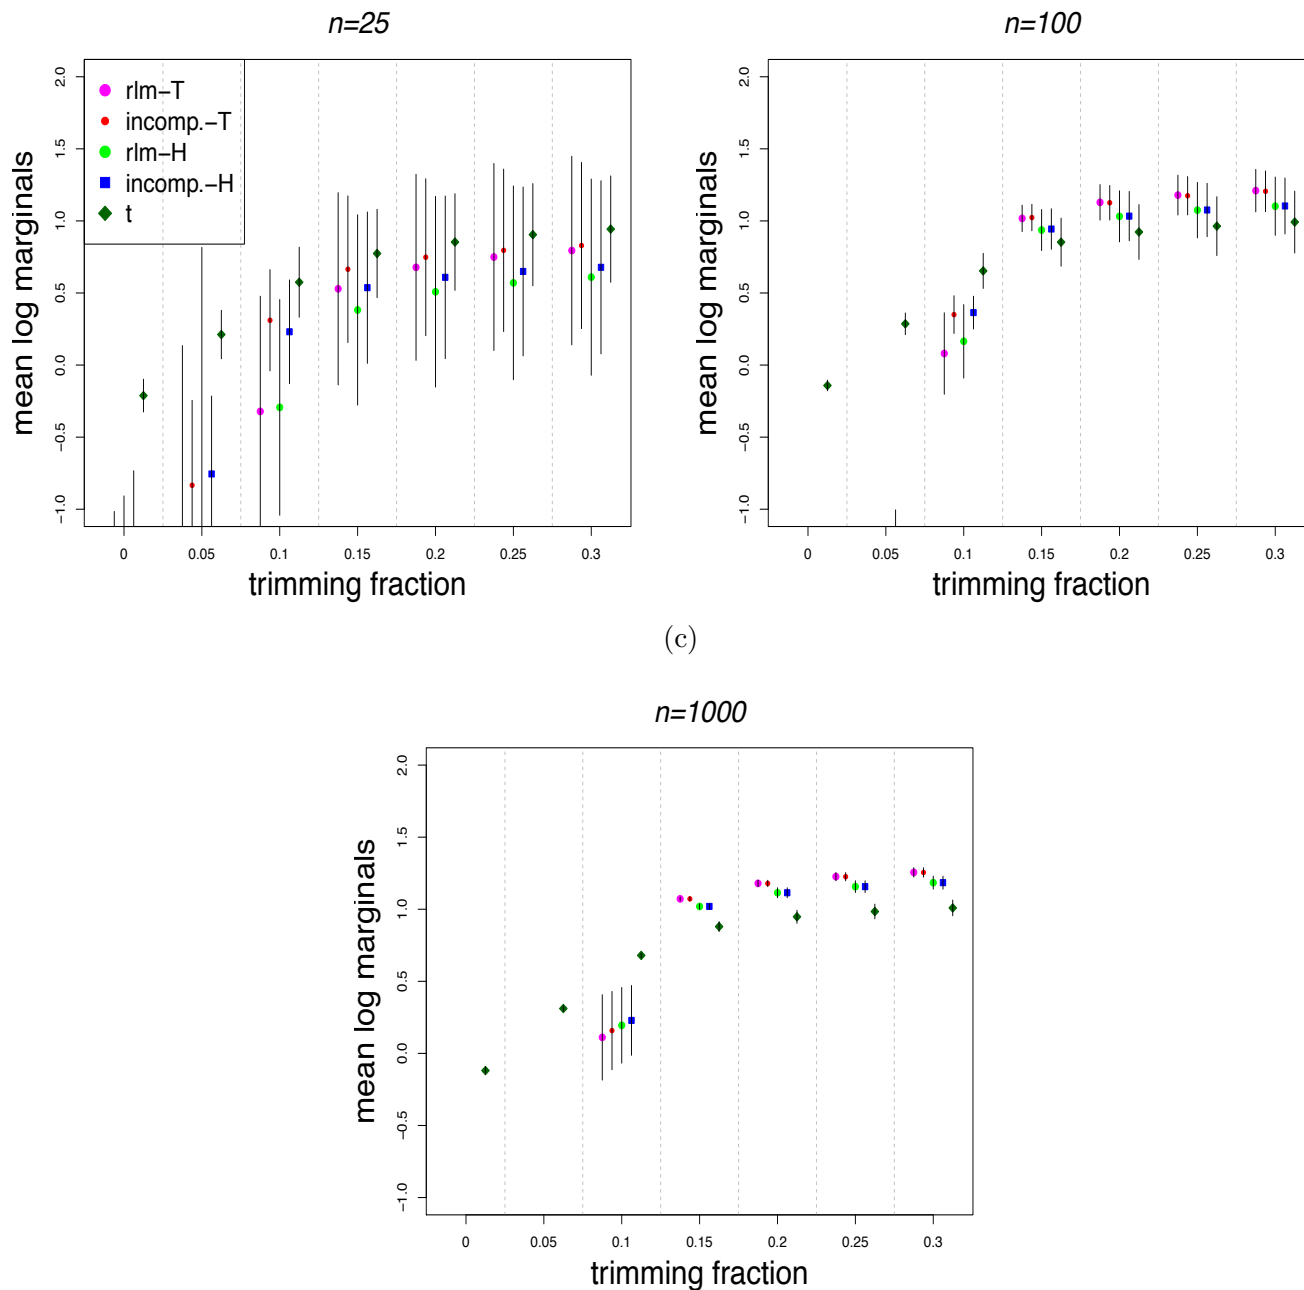 n=25
n=100
mean log marginals
2.0
1.5
1.0
0.5
0.0
−0.5
−1.0
rlm−T
incomp.−T
rlm−H
incomp.−H
t
0 0.05 0.1 0.15 0.2 0.25 0.3
trimming fraction
mean log marginals
2.0
1.5
1.0
0.5
0.0
−0.5
−1.0
0 0.05 0.1 0.15 0.2 0.25 0.3
trimming fraction
(c)
n=1000
mean log marginals
2.0
1.5
1.0
0.5
0.0
−0.5
−1.0
0 0.05 0.1 0.15 0.2 0.25 0.3
trimming fraction